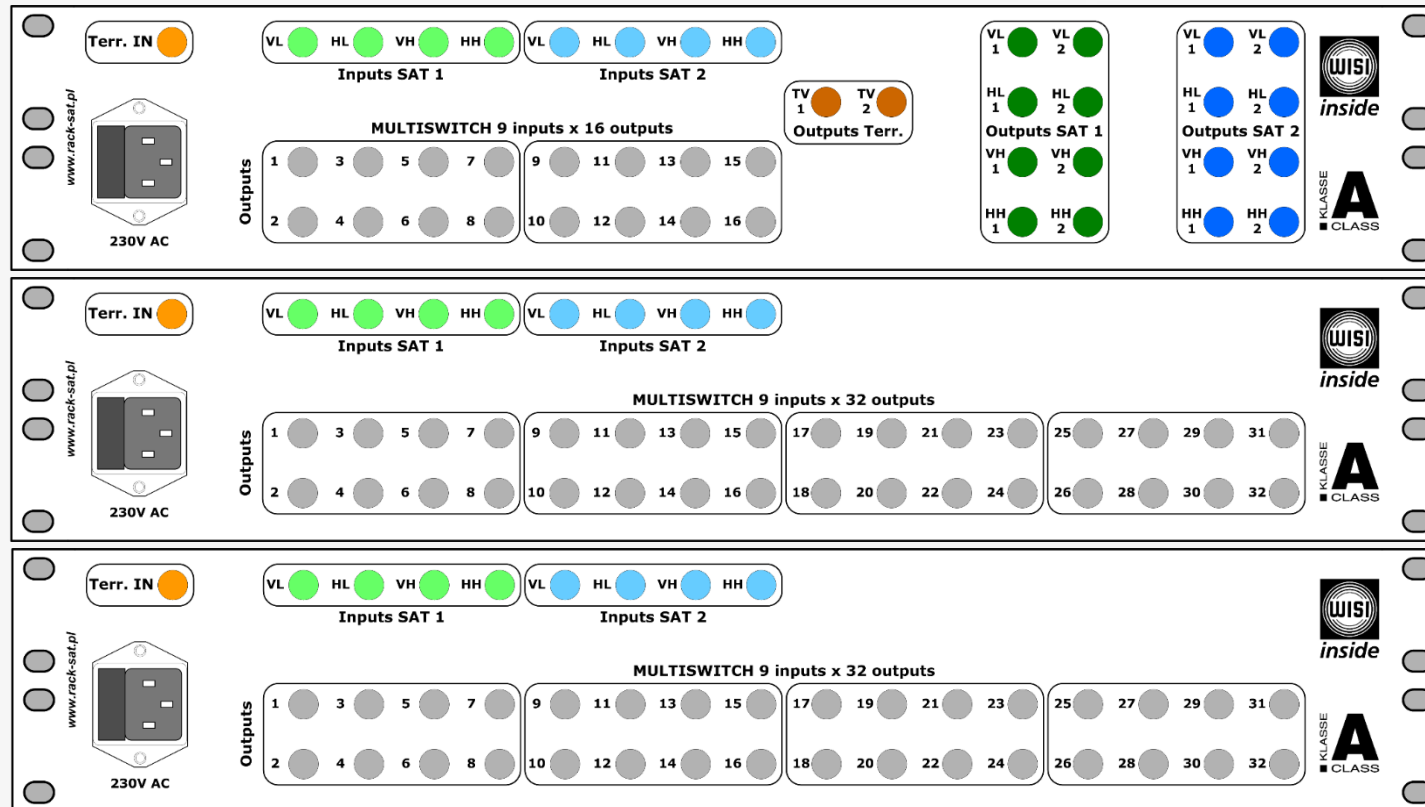 Terr. IN
VL HL VH HH
Inputs SAT 1
VL HL VH HH
Inputs SAT 2
www.rack-sat.pl
230V AC
MULTISWITCH 9 inputs x 16 outputs
Outputs
1 3 5 7 9 11 13 15
2 4 6 8 10 12 14 16
TV 1 TV 2
Outputs Terr.
VL 1 VL 2
HL 1 HL 2
Outputs SAT 1
VH 1 VH 2
HH 1 HH 2
VL 1 VL 2
HL 1 HL 2
Outputs SAT 2
VH 1 VH 2
HH 1 HH 2
WISI
inside
KLASSE
A
CLASS
Terr. IN
VL HL VH HH
Inputs SAT 1
VL HL VH HH
Inputs SAT 2
www.rack-sat.pl
230V AC
MULTISWITCH 9 inputs x 32 outputs
Outputs
1 3 5 7 9 11 13 15 17 19 21 23 25 27 29 31
2 4 6 8 10 12 14 16 18 20 22 24 26 28 30 32
WISI
inside
KLASSE
A
CLASS
Terr. IN
VL HL VH HH
Inputs SAT 1
VL HL VH HH
Inputs SAT 2
www.rack-sat.pl
230V AC
MULTISWITCH 9 inputs x 32 outputs
Outputs
1 3 5 7 9 11 13 15 17 19 21 23 25 27 29 31
2 4 6 8 10 12 14 16 18 20 22 24 26 28 30 32
WISI
inside
KLASSE
A
CLASS